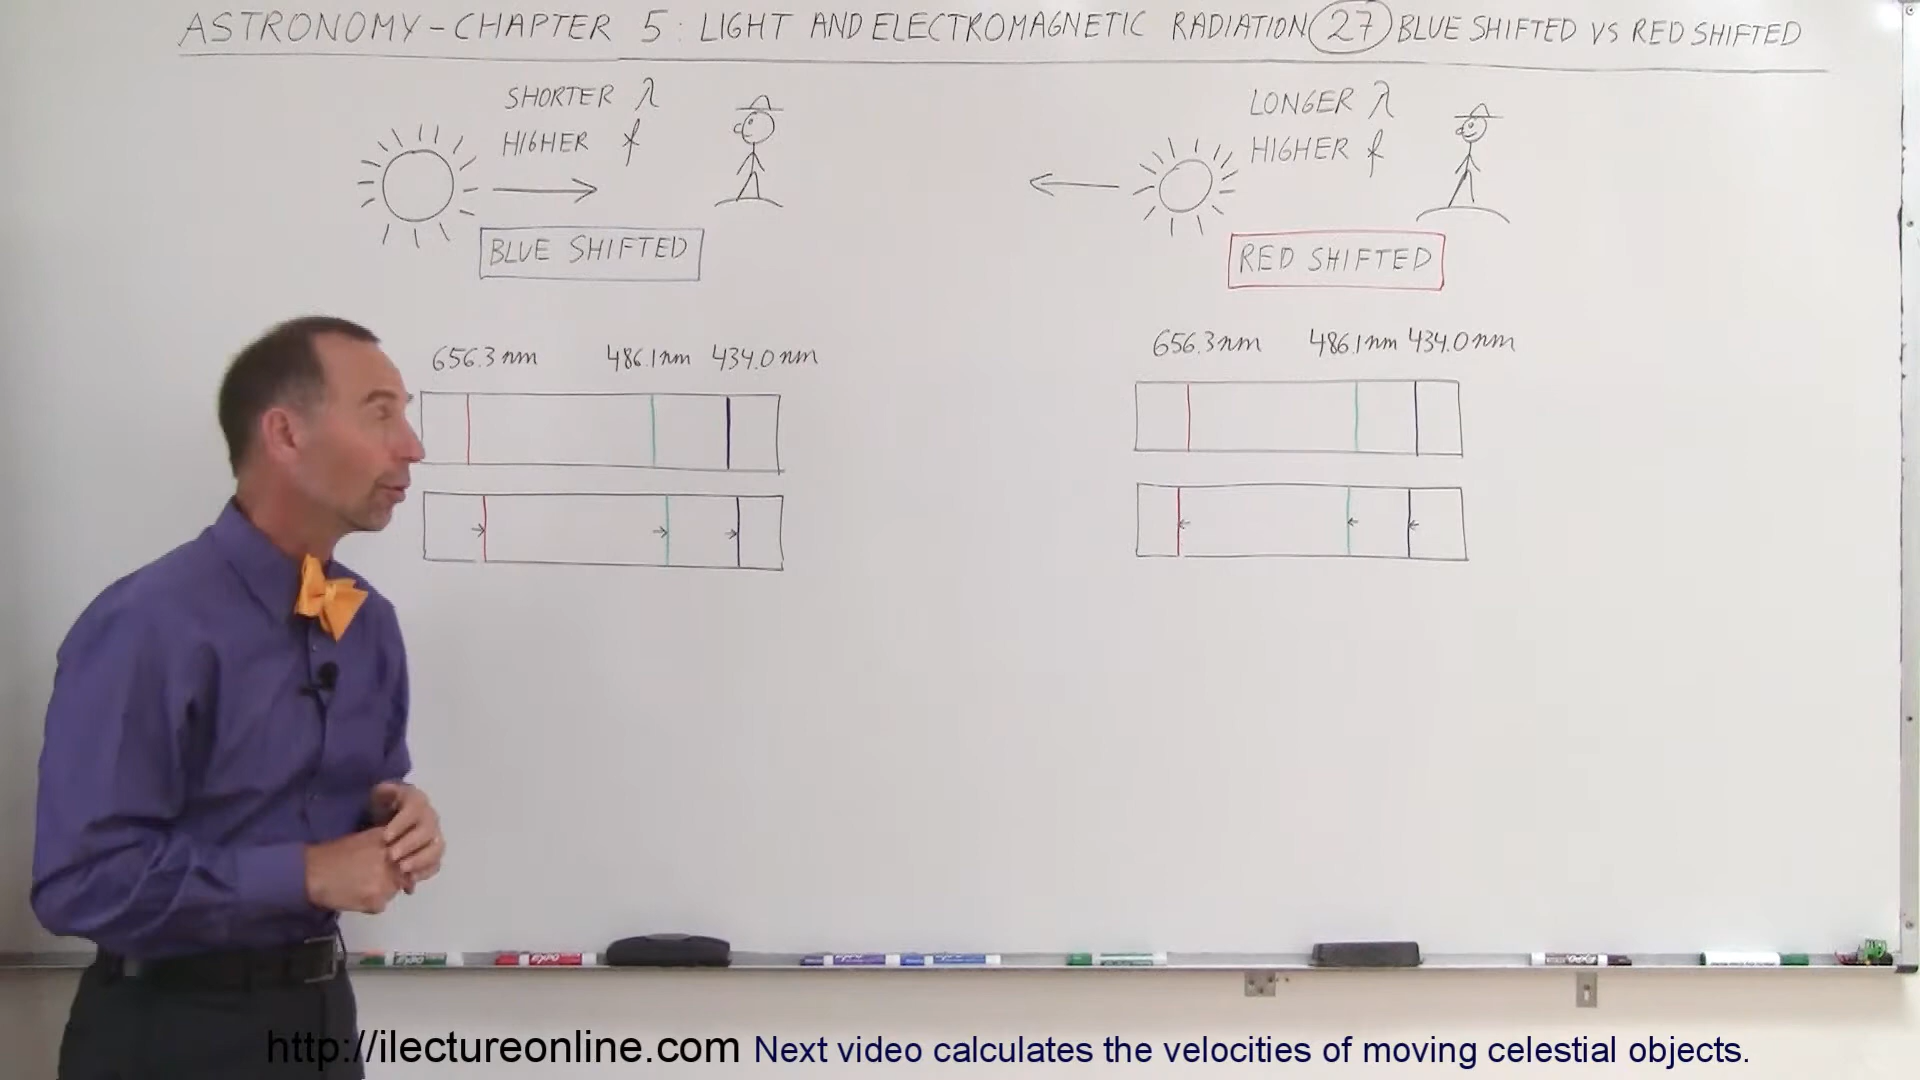 ASTRONOMY - CHAPTER 5: LIGHT AND ELECTROMAGNETIC RADIATION 27 BLUE SHIFTED VS RED SHIFTED
SHORTER λ
HIGHER f
BLUE SHIFTED
LONGER λ
HIGHER f
RED SHIFTED
656.3nm 486.1nm 434.0nm
656.3nm 486.1nm 434.0nm
http://ilectureonline.com Next video calculates the velocities of moving celestial objects.